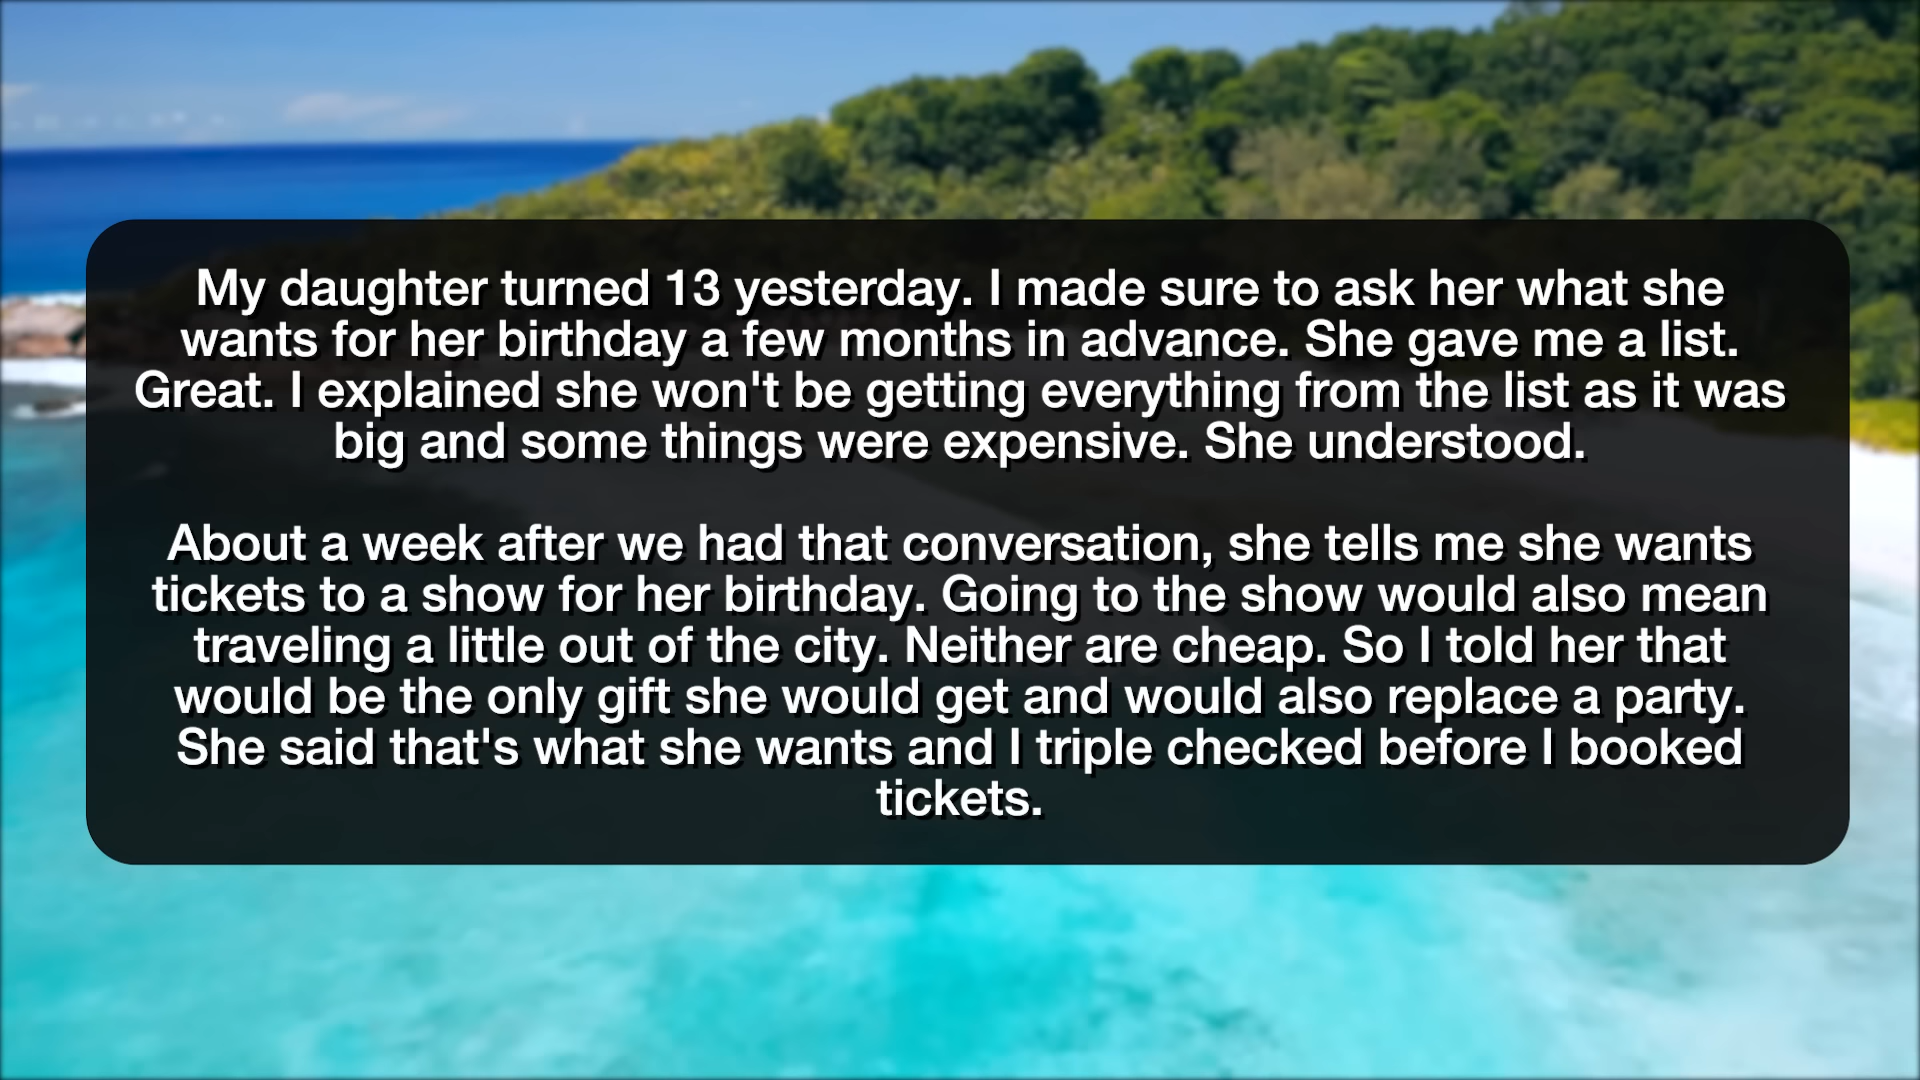 My daughter turned 13 yesterday. I made sure to ask her what she
wants for her birthday a few months in advance. She gave me a list.
Great. I explained she won't be getting everything from the list as it was
big and some things were expensive. She understood.
About a week after we had that conversation, she tells me she wants
tickets to a show for her birthday. Going to the show would also mean
traveling a little out of the city. Neither are cheap. So I told her that
would be the only gift she would get and would also replace a party.
She said that's what she wants and I triple checked before I booked
tickets.